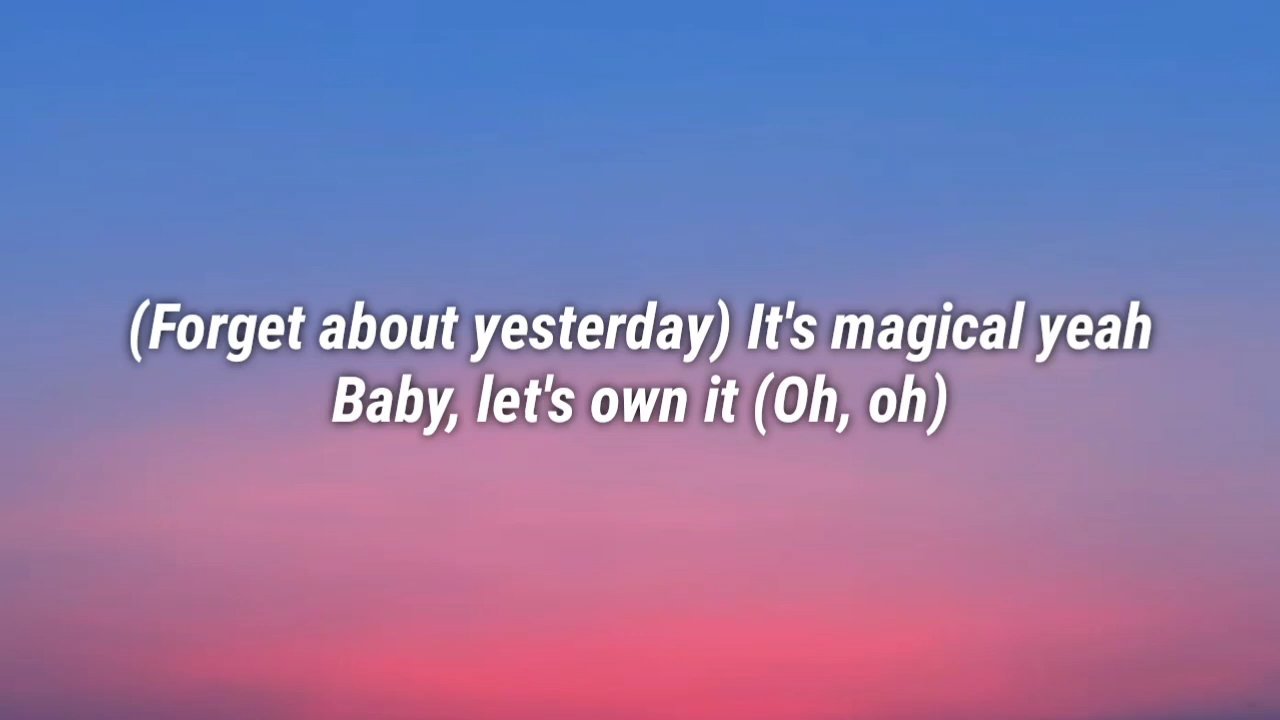 (Forget about yesterday) It's magical yeah
Baby, let's own it (Oh, oh)